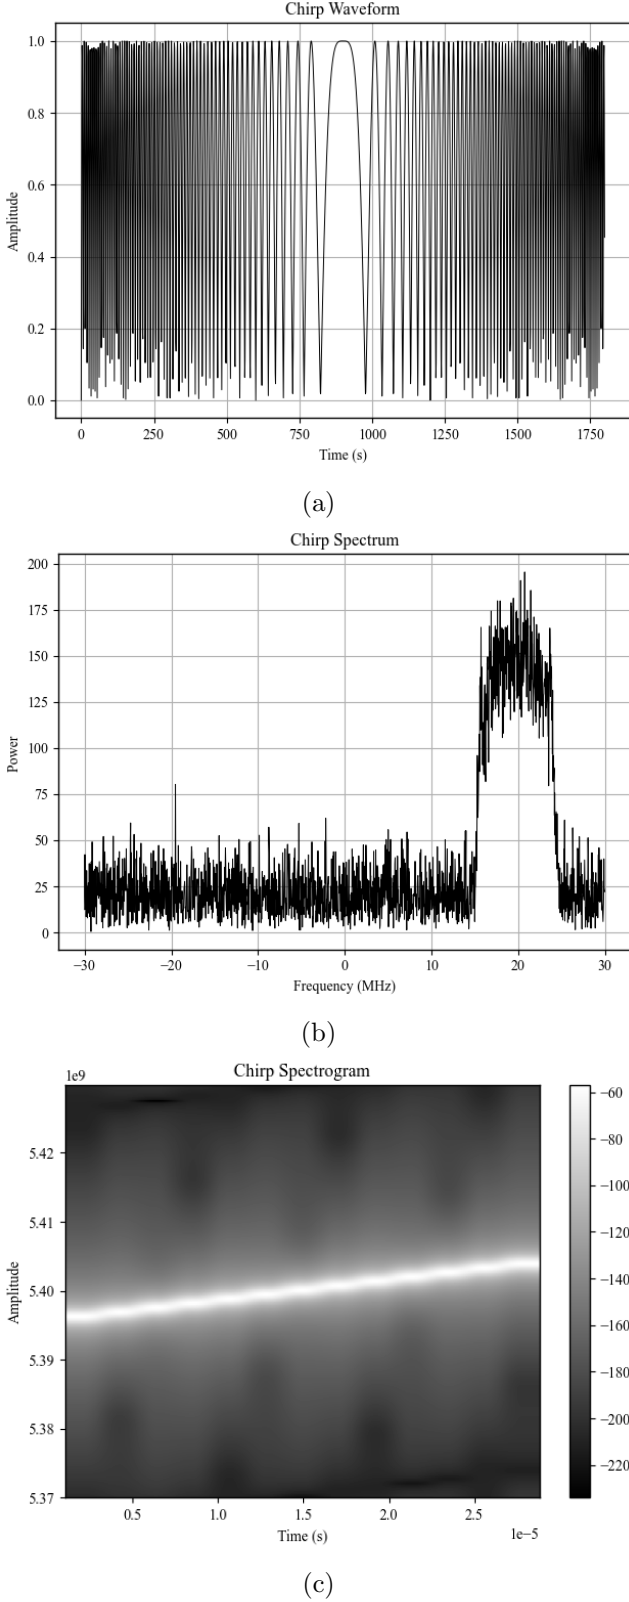 Chirp Waveform
1.0
0.8
0.6
0.4
0.2
0.0
Amplitude
0 250 500 750 1000 1250 1500 1750
Time (s)
(a)
Chirp Spectrum
200
175
150
125
100
75
50
25
0
Power
−30 −20 −10 0 10 20 30
Frequency (MHz)
(b)
Chirp Spectrogram
1e9
5.42
5.41
5.40
5.39
5.38
5.37
Amplitude
0.5 1.0 1.5 2.0 2.5
Time (s)
1e−5
−60
−80
−100
−120
−140
−160
−180
−200
−220
(c)